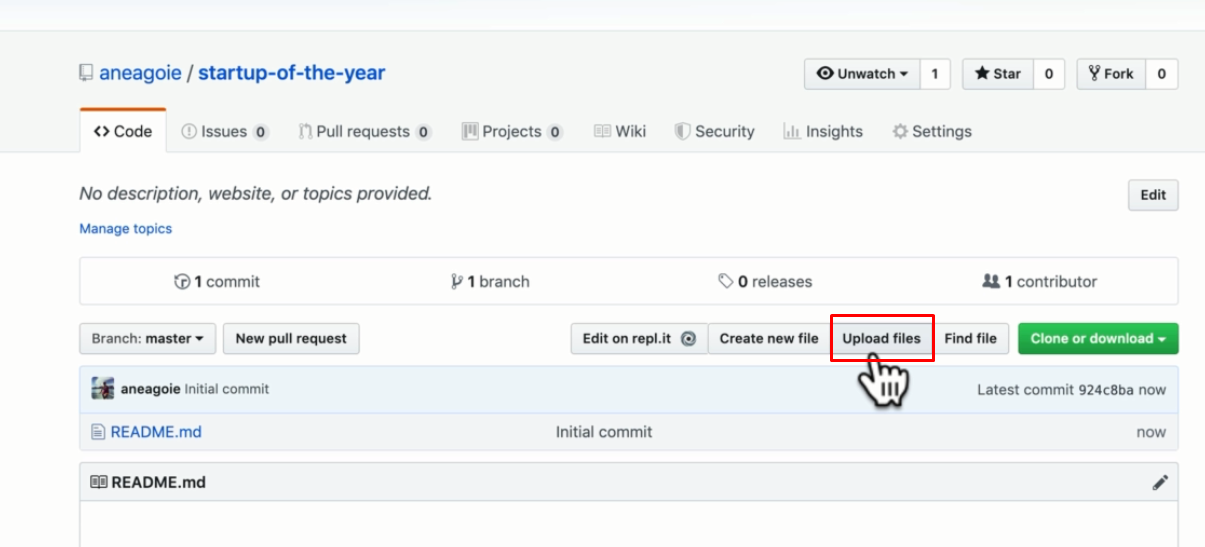 aneagoie / startup-of-the-year Unwatch 1 Star 0 Fork 0
Code Issues 0 Pull requests 0 Projects 0 Wiki Security Insights Settings
No description, website, or topics provided. Edit
Manage topics
1 commit 1 branch 0 releases 1 contributor
Branch: master New pull request Edit on repl.it Create new file Upload files Find file Clone or download
aneagoie Initial commit Latest commit 924c8ba now
README.md Initial commit now
README.md